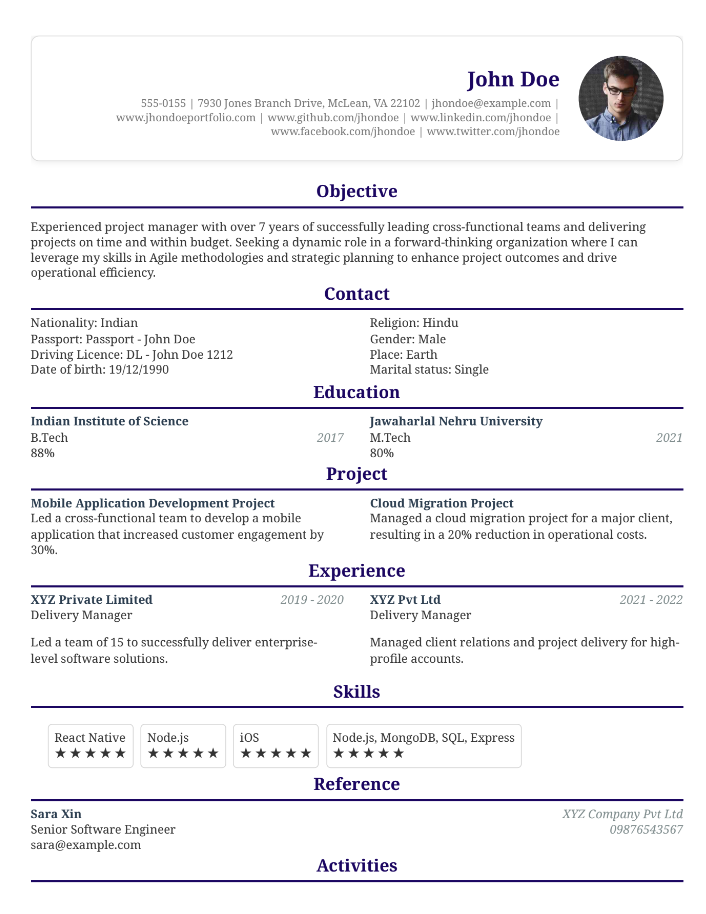 John Doe
555-0155 | 7930 Jones Branch Drive, McLean, VA 22102 | jhondoe@example.com |
www.jhondoeportfolio.com | www.github.com/jhondoe | www.linkedin.com/jhondoe |
www.facebook.com/jhondoe | www.twitter.com/jhondoe
Objective
Experienced project manager with over 7 years of successfully leading cross-functional teams and delivering
projects on time and within budget. Seeking a dynamic role in a forward-thinking organization where I can
leverage my skills in Agile methodologies and strategic planning to enhance project outcomes and drive
operational efficiency.
Contact
Nationality: Indian
Passport: Passport - John Doe
Driving Licence: DL - John Doe 1212
Date of birth: 19/12/1990
Religion: Hindu
Gender: Male
Place: Earth
Marital status: Single
Education
Indian Institute of Science
B.Tech 2017
88%
Jawaharlal Nehru University
M.Tech 2021
80%
Project
Mobile Application Development Project
Led a cross-functional team to develop a mobile
application that increased customer engagement by
30%.
Cloud Migration Project
Managed a cloud migration project for a major client,
resulting in a 20% reduction in operational costs.
Experience
XYZ Private Limited 2019 - 2020
Delivery Manager
Led a team of 15 to successfully deliver enterprise-
level software solutions.
XYZ Pvt Ltd 2021 - 2022
Delivery Manager
Managed client relations and project delivery for high-
profile accounts.
Skills
React Native
★ ★ ★ ★ ★
Node.js
★ ★ ★ ★ ★
iOS
★ ★ ★ ★ ★
Node.js, MongoDB, SQL, Express
★ ★ ★ ★ ★
Reference
Sara Xin XYZ Company Pvt Ltd
Senior Software Engineer 09876543567
sara@example.com
Activities